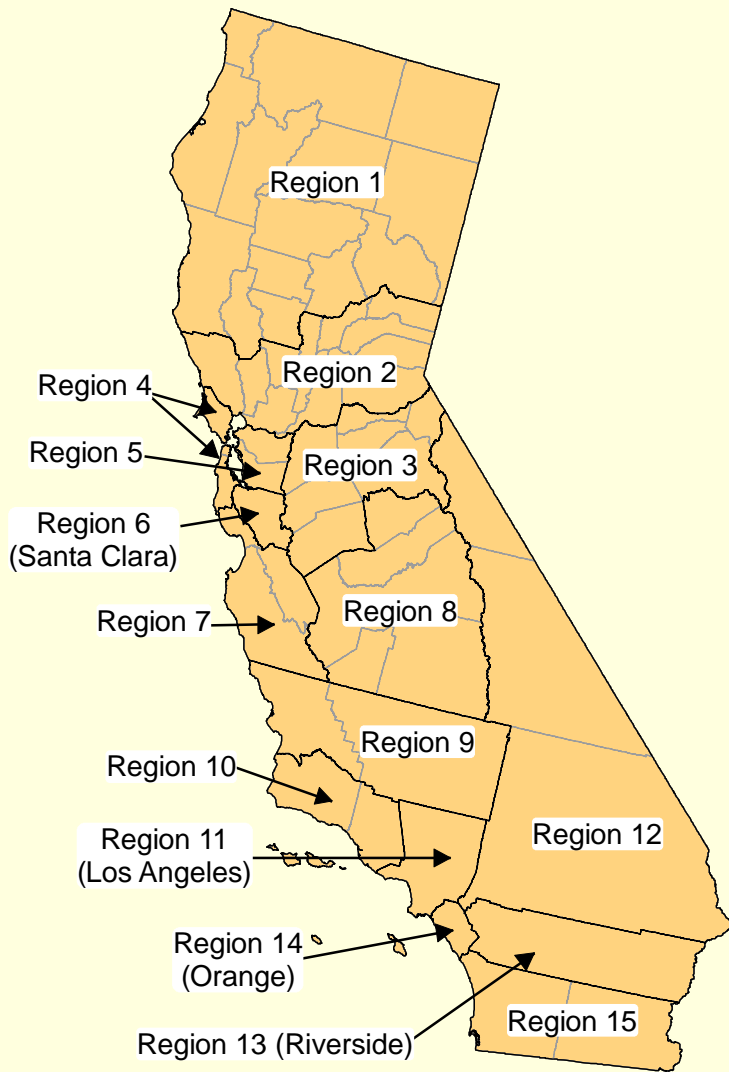 Region 1
Region 2
Region 4
Region 5
Region 3
Region 6
(Santa Clara)
Region 7
Region 8
Region 9
Region 10
Region 11
(Los Angeles)
Region 12
Region 14
(Orange)
Region 15
Region 13 (Riverside)